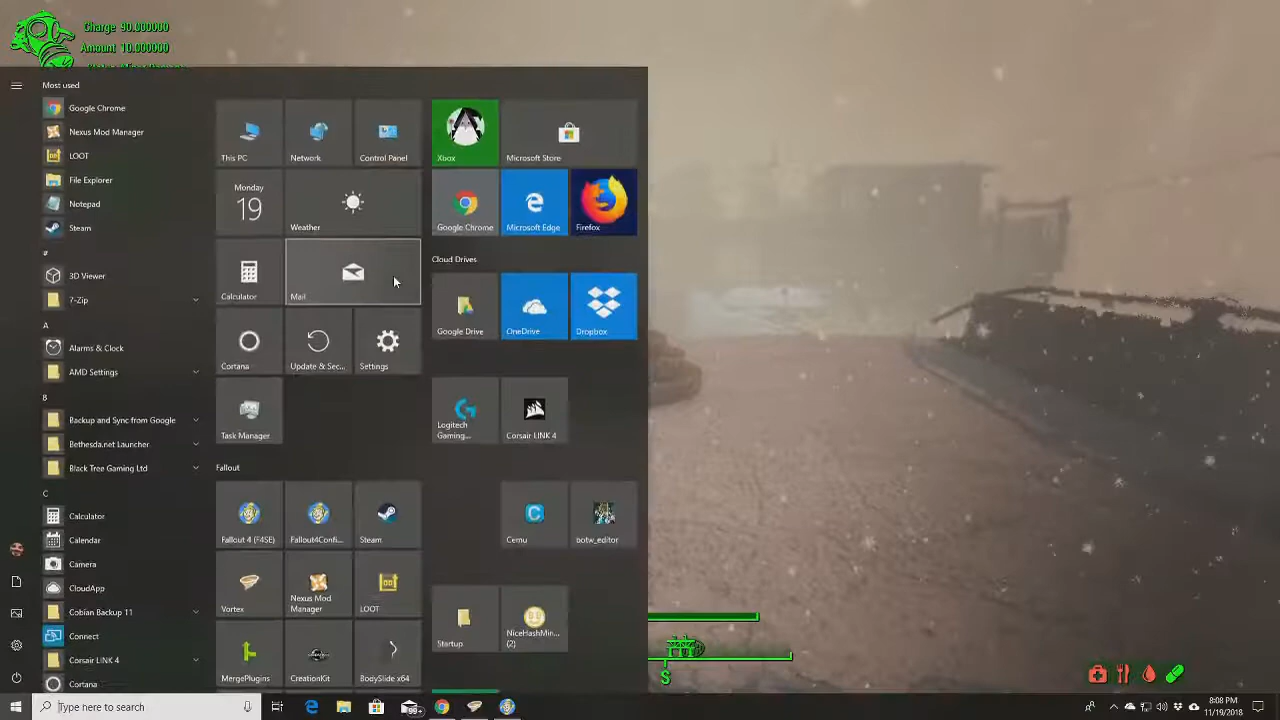 Charge 90.000000
Amount 10.000000
Most used
Google Chrome
Nexus Mod Manager
LOOT
File Explorer
Notepad
Steam
#
3D Viewer
7-Zip
A
Alarms & Clock
AMD Settings
B
Backup and Sync from Google
Bethesda.net Launcher
Black Tree Gaming Ltd
C
Calculator
Calendar
Camera
CloudApp
Cobian Backup 11
Connect
Corsair LINK 4
Cortana
This PC
Network
Control Panel
Monday
19
Weather
Calculator
Mail
Cortana
Update & Sec...
Settings
Task Manager
Fallout
Fallout 4 (F4SE)
Fallout4Confi...
Steam
Vortex
Nexus Mod
Manager
LOOT
MergePlugins
CreationKit
BodySlide x64
Xbox
Microsoft Store
Google Chrome
Microsoft Edge
Firefox
Cloud Drives
Google Drive
OneDrive
Dropbox
Logitech
Gaming...
Corsair LINK 4
Cemu
botw_editor
Startup
NiceHashMin...
(2)
S
Type here to search
99+
8:08 PM
11/19/2018